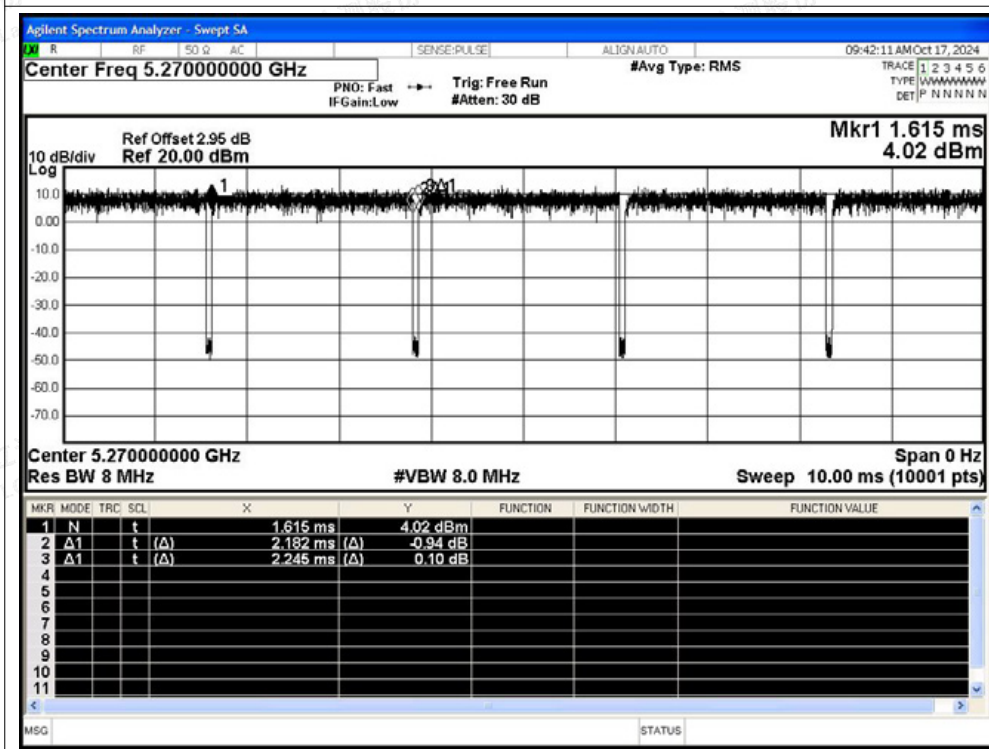 Agilent Spectrum Analyzer - Swept SA
R RF 50 Ω AC SENSE:PULSE ALIGN AUTO 09:42:11 AM Oct 17, 2024
Center Freq 5.270000000 GHz #Avg Type: RMS TRACE 1 2 3 4 5 6
PNO: Fast Trig: Free Run TYPE WWWWWW
IFGain:Low #Atten: 30 dB DET P N N N N N
Mkr1 1.615 ms
Ref Offset 2.95 dB
10 dB/div Ref 20.00 dBm 4.02 dBm
Log
10.0
0.00
-10.0
-20.0
-30.0
-40.0
-50.0
-60.0
-70.0
1
Center 5.270000000 GHz Span 0 Hz
Res BW 8 MHz #VBW 8.0 MHz Sweep 10.00 ms (10001 pts)
MKR MODE TRC SCL X Y FUNCTION FUNCTION WIDTH FUNCTION VALUE
1 N t 1.615 ms 4.02 dBm
2 Δ1 t (Δ) 2.182 ms (Δ) -0.94 dB
3 Δ1 t (Δ) 2.245 ms (Δ) 0.10 dB
4
5
6
7
8
9
10
11
MSG STATUS